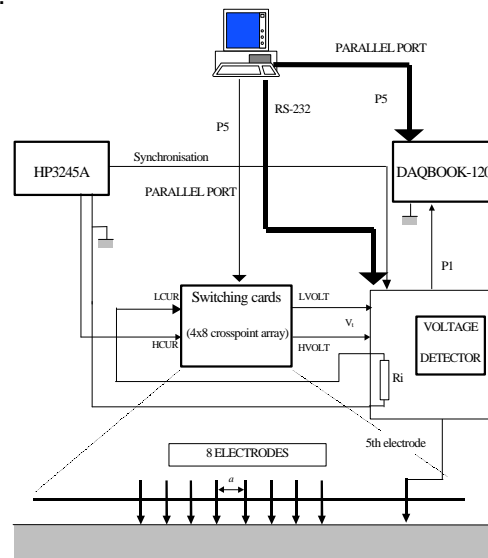 PARALLEL PORT
RS-232
P5
P5
Synchronisation
HP3245A
DAQBOOK-120
PARALLEL PORT
P1
LCUR
Switching cards
LVOLT
(4x8 crosspoint array)
HCUR
HVOLT
V₁
VOLTAGE
DETECTOR
Ri
5th electrode
8 ELECTRODES
a